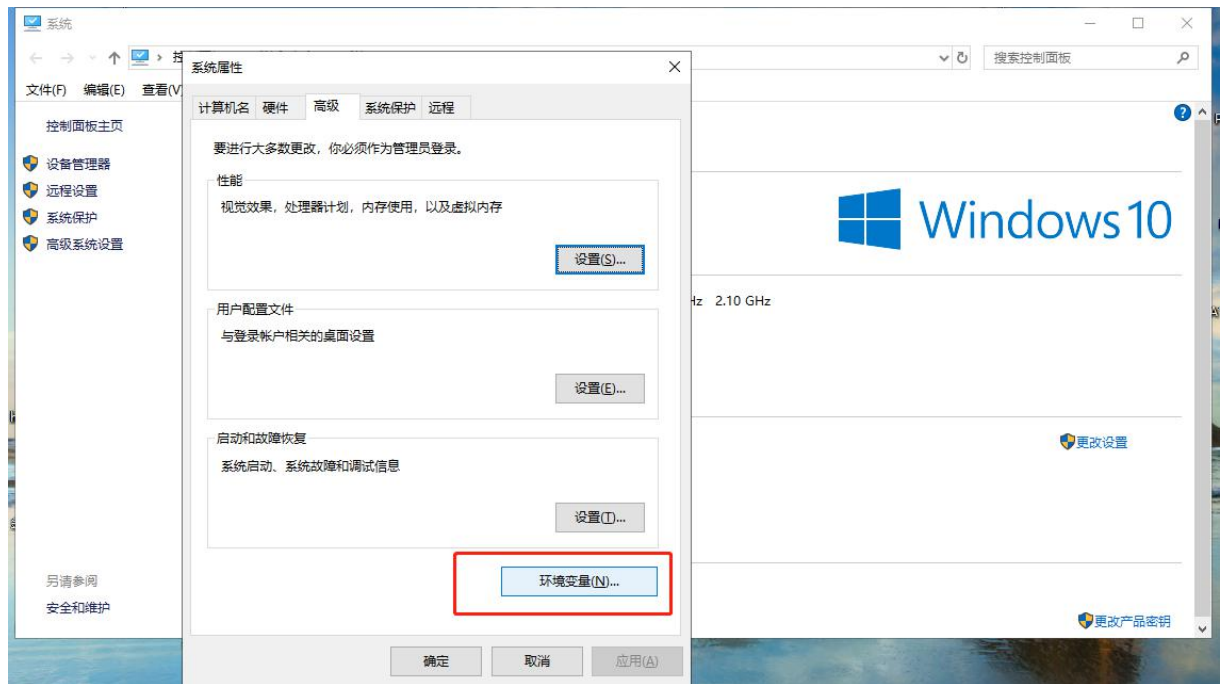 系统
搜索控制面板
文件(F) 编辑(E) 查看(V
系统属性
计算机名 硬件 高级 系统保护 远程
要进行大多数更改，你必须作为管理员登录。
性能
视觉效果，处理器计划，内存使用，以及虚拟内存
设置(S)...
用户配置文件
与登录帐户相关的桌面设置
设置(E)...
启动和故障恢复
系统启动、系统故障和调试信息
设置(T)...
环境变量(N)...
确定 取消 应用(A)
控制面板主页
设备管理器
远程设置
系统保护
高级系统设置
另请参阅
安全和维护
Windows 10
Hz 2.10 GHz
更改设置
更改产品密钥